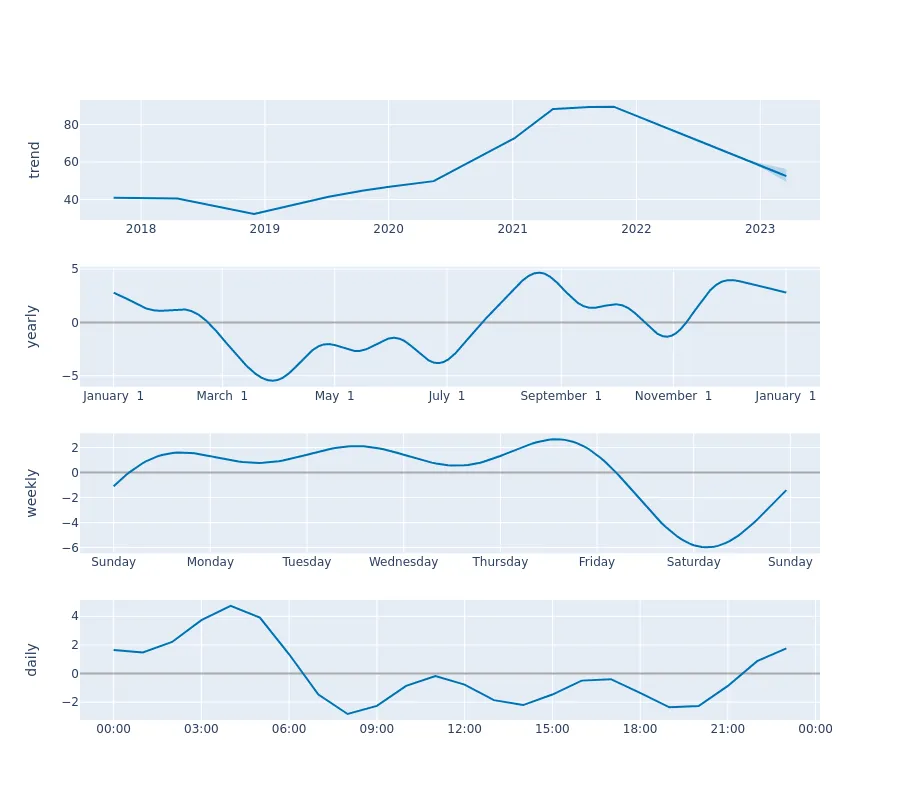 trend
80
60
40
2018 2019 2020 2021 2022 2023
yearly
5
0
−5
January 1 March 1 May 1 July 1 September 1 November 1 January 1
weekly
2
0
−2
−4
−6
Sunday Monday Tuesday Wednesday Thursday Friday Saturday Sunday
daily
4
2
0
−2
00:00 03:00 06:00 09:00 12:00 15:00 18:00 21:00 00:00